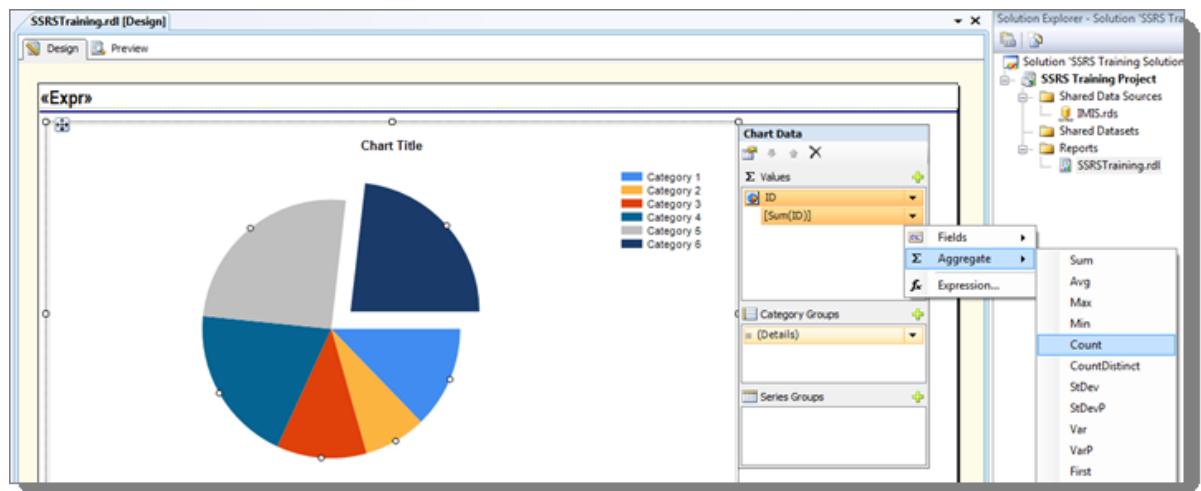 SSRSTraining.rdl [Design]
Design
Preview
«Expr»
Chart Title
Category 1
Category 2
Category 3
Category 4
Category 5
Category 6
Chart Data
Σ Values
ID
[Sum(ID)]
Category Groups
(Details)
Series Groups
Fields
Σ Aggregate
fx Expression...
Sum
Avg
Max
Min
Count
CountDistinct
StDev
StDevP
Var
VarP
First
Solution Explorer - Solution 'SSRS Tra
Solution 'SSRS Training Solution
SSRS Training Project
Shared Data Sources
IMIS.rds
Shared Datasets
Reports
SSRSTraining.rdl